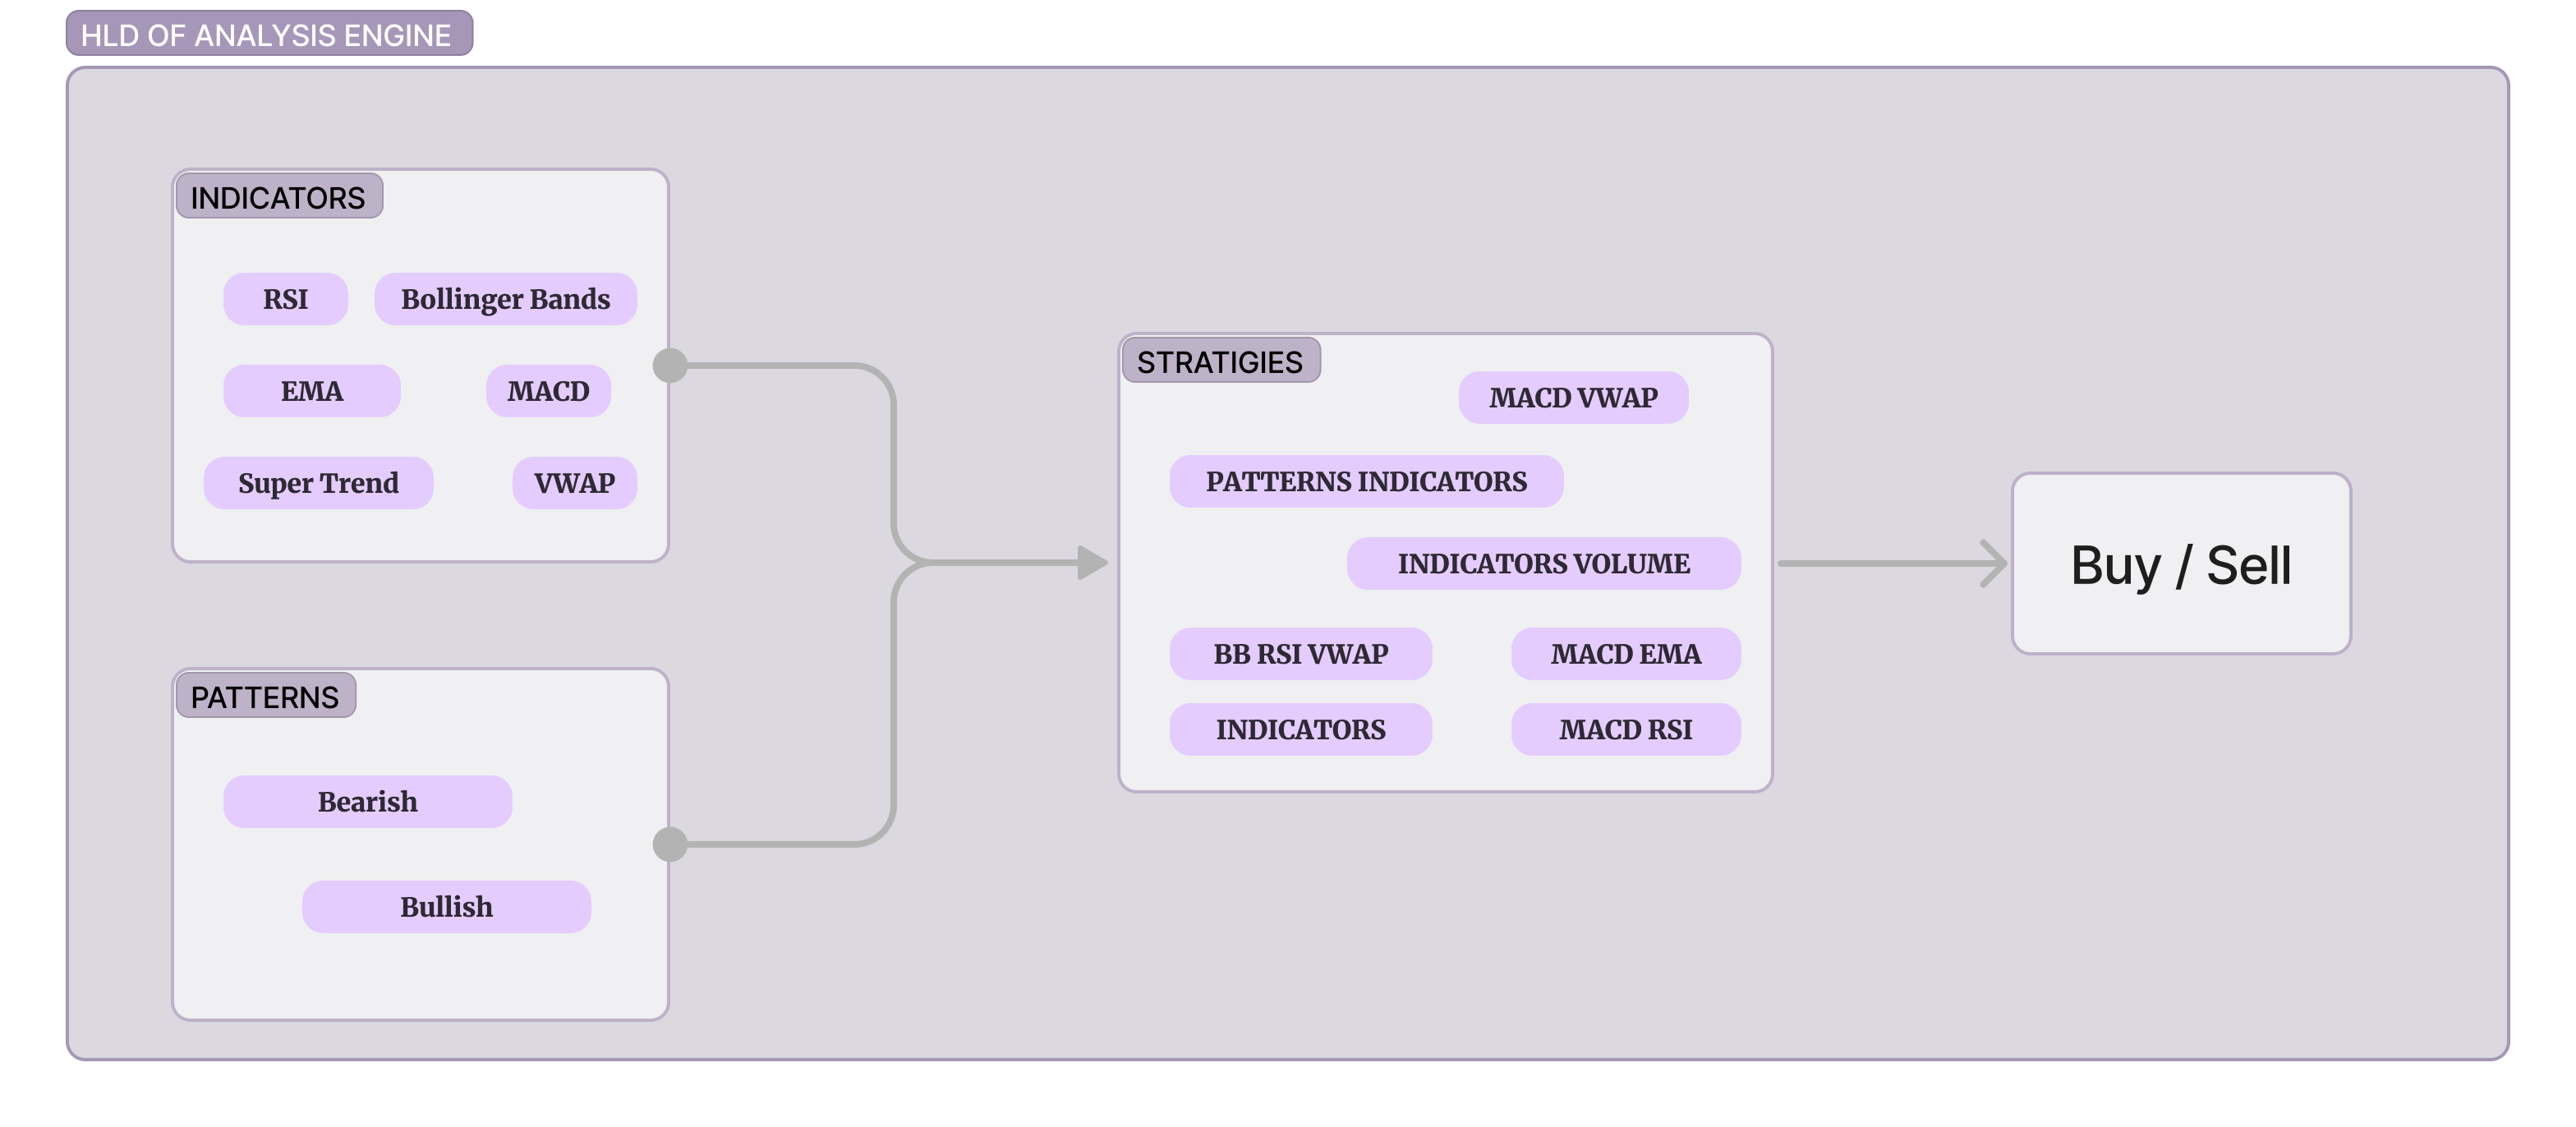 HLD OF ANALYSIS ENGINE
INDICATORS
RSI
Bollinger Bands
EMA
MACD
Super Trend
VWAP
PATTERNS
Bearish
Bullish
STRATIGIES
MACD VWAP
PATTERNS INDICATORS
INDICATORS VOLUME
BB RSI VWAP
MACD EMA
INDICATORS
MACD RSI
Buy / Sell